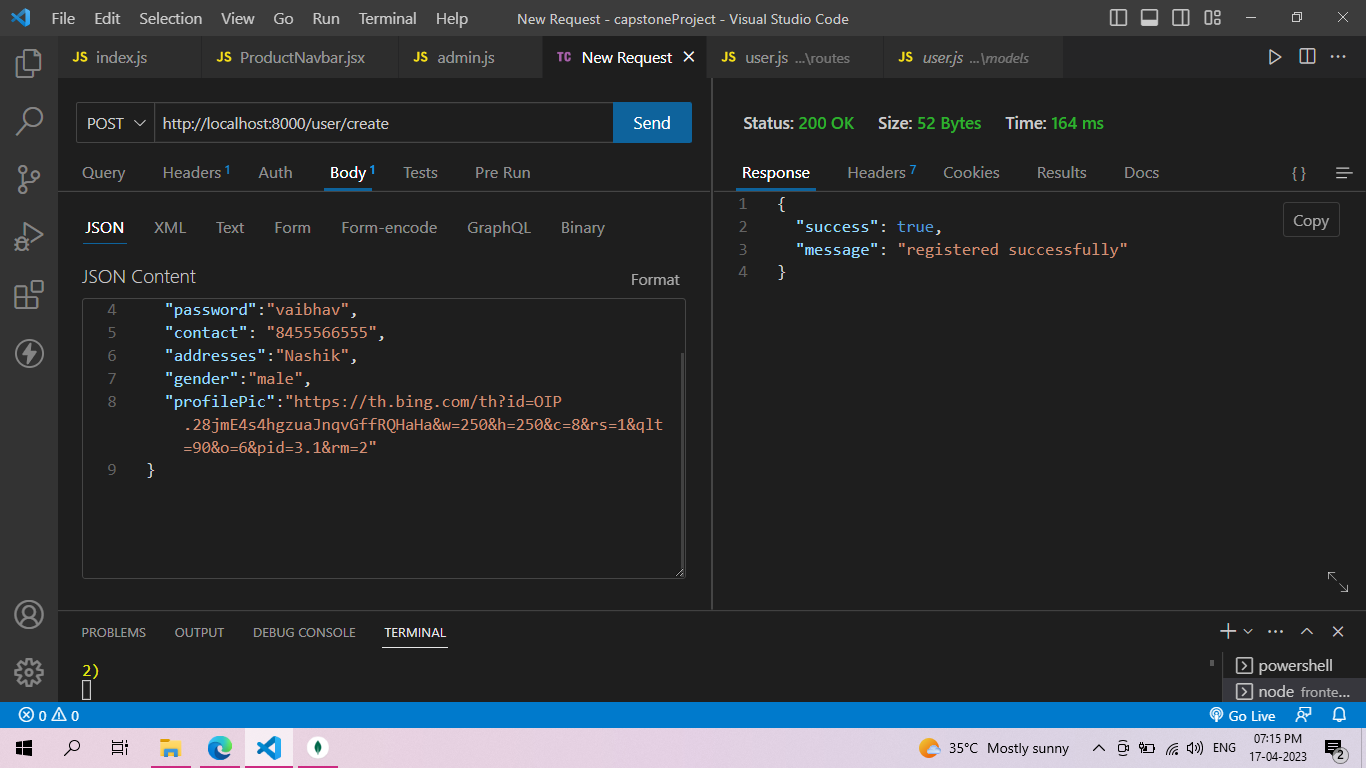 File Edit Selection View Go Run Terminal Help New Request - capstoneProject - Visual Studio Code
JS index.js JS ProductNavbar.jsx JS admin.js TC New Request JS user.js ...\routes JS user.js ...\models
POST http://localhost:8000/user/create Send
Status: 200 OK Size: 52 Bytes Time: 164 ms
Query Headers 1 Auth Body 1 Tests Pre Run
Response Headers 7 Cookies Results Docs { }
JSON XML Text Form Form-encode GraphQL Binary
JSON Content Format
4 "password":"vaibhav",
5 "contact": "8455566555",
6 "addresses":"Nashik",
7 "gender":"male",
8 "profilePic":"https://th.bing.com/th?id=OIP
.28jmE4s4hgzuaJnqvGffRQHaHa&w=250&h=250&c=8&rs=1&qlt
=90&o=6&pid=3.1&rm=2"
9 }
1 {
2 "success": true,
3 "message": "registered successfully"
4 }
Copy
PROBLEMS OUTPUT DEBUG CONSOLE TERMINAL
2)
powershell
node fronte...
0 0 Go Live
35°C Mostly sunny ENG 07:15 PM
17-04-2023 2